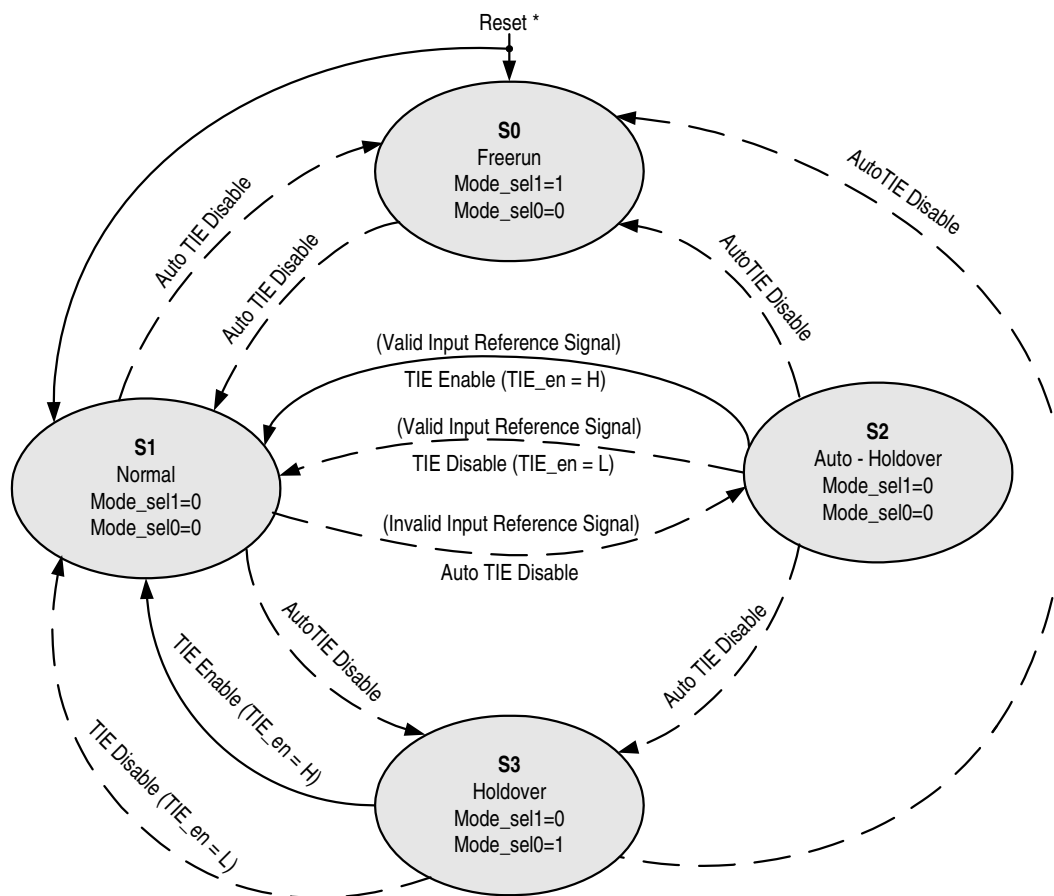 Reset *
S0
Freerun
Mode_sel1=1
Mode_sel0=0
AutoTIE Disable
Auto TIE Disable
Auto TIE Disable
AutoTIE Disable
(Valid Input Reference Signal)
TIE Enable (TIE_en = H)
(Valid Input Reference Signal)
TIE Disable (TIE_en = L)
(Invalid Input Reference Signal)
Auto TIE Disable
S1
Normal
Mode_sel1=0
Mode_sel0=0
S2
Auto - Holdover
Mode_sel1=0
Mode_sel0=0
AutoTIE Disable
Auto TIE Disable
TIE Enable (TIE_en = H)
TIE Disable (TIE_en = L)
S3
Holdover
Mode_sel1=0
Mode_sel0=1